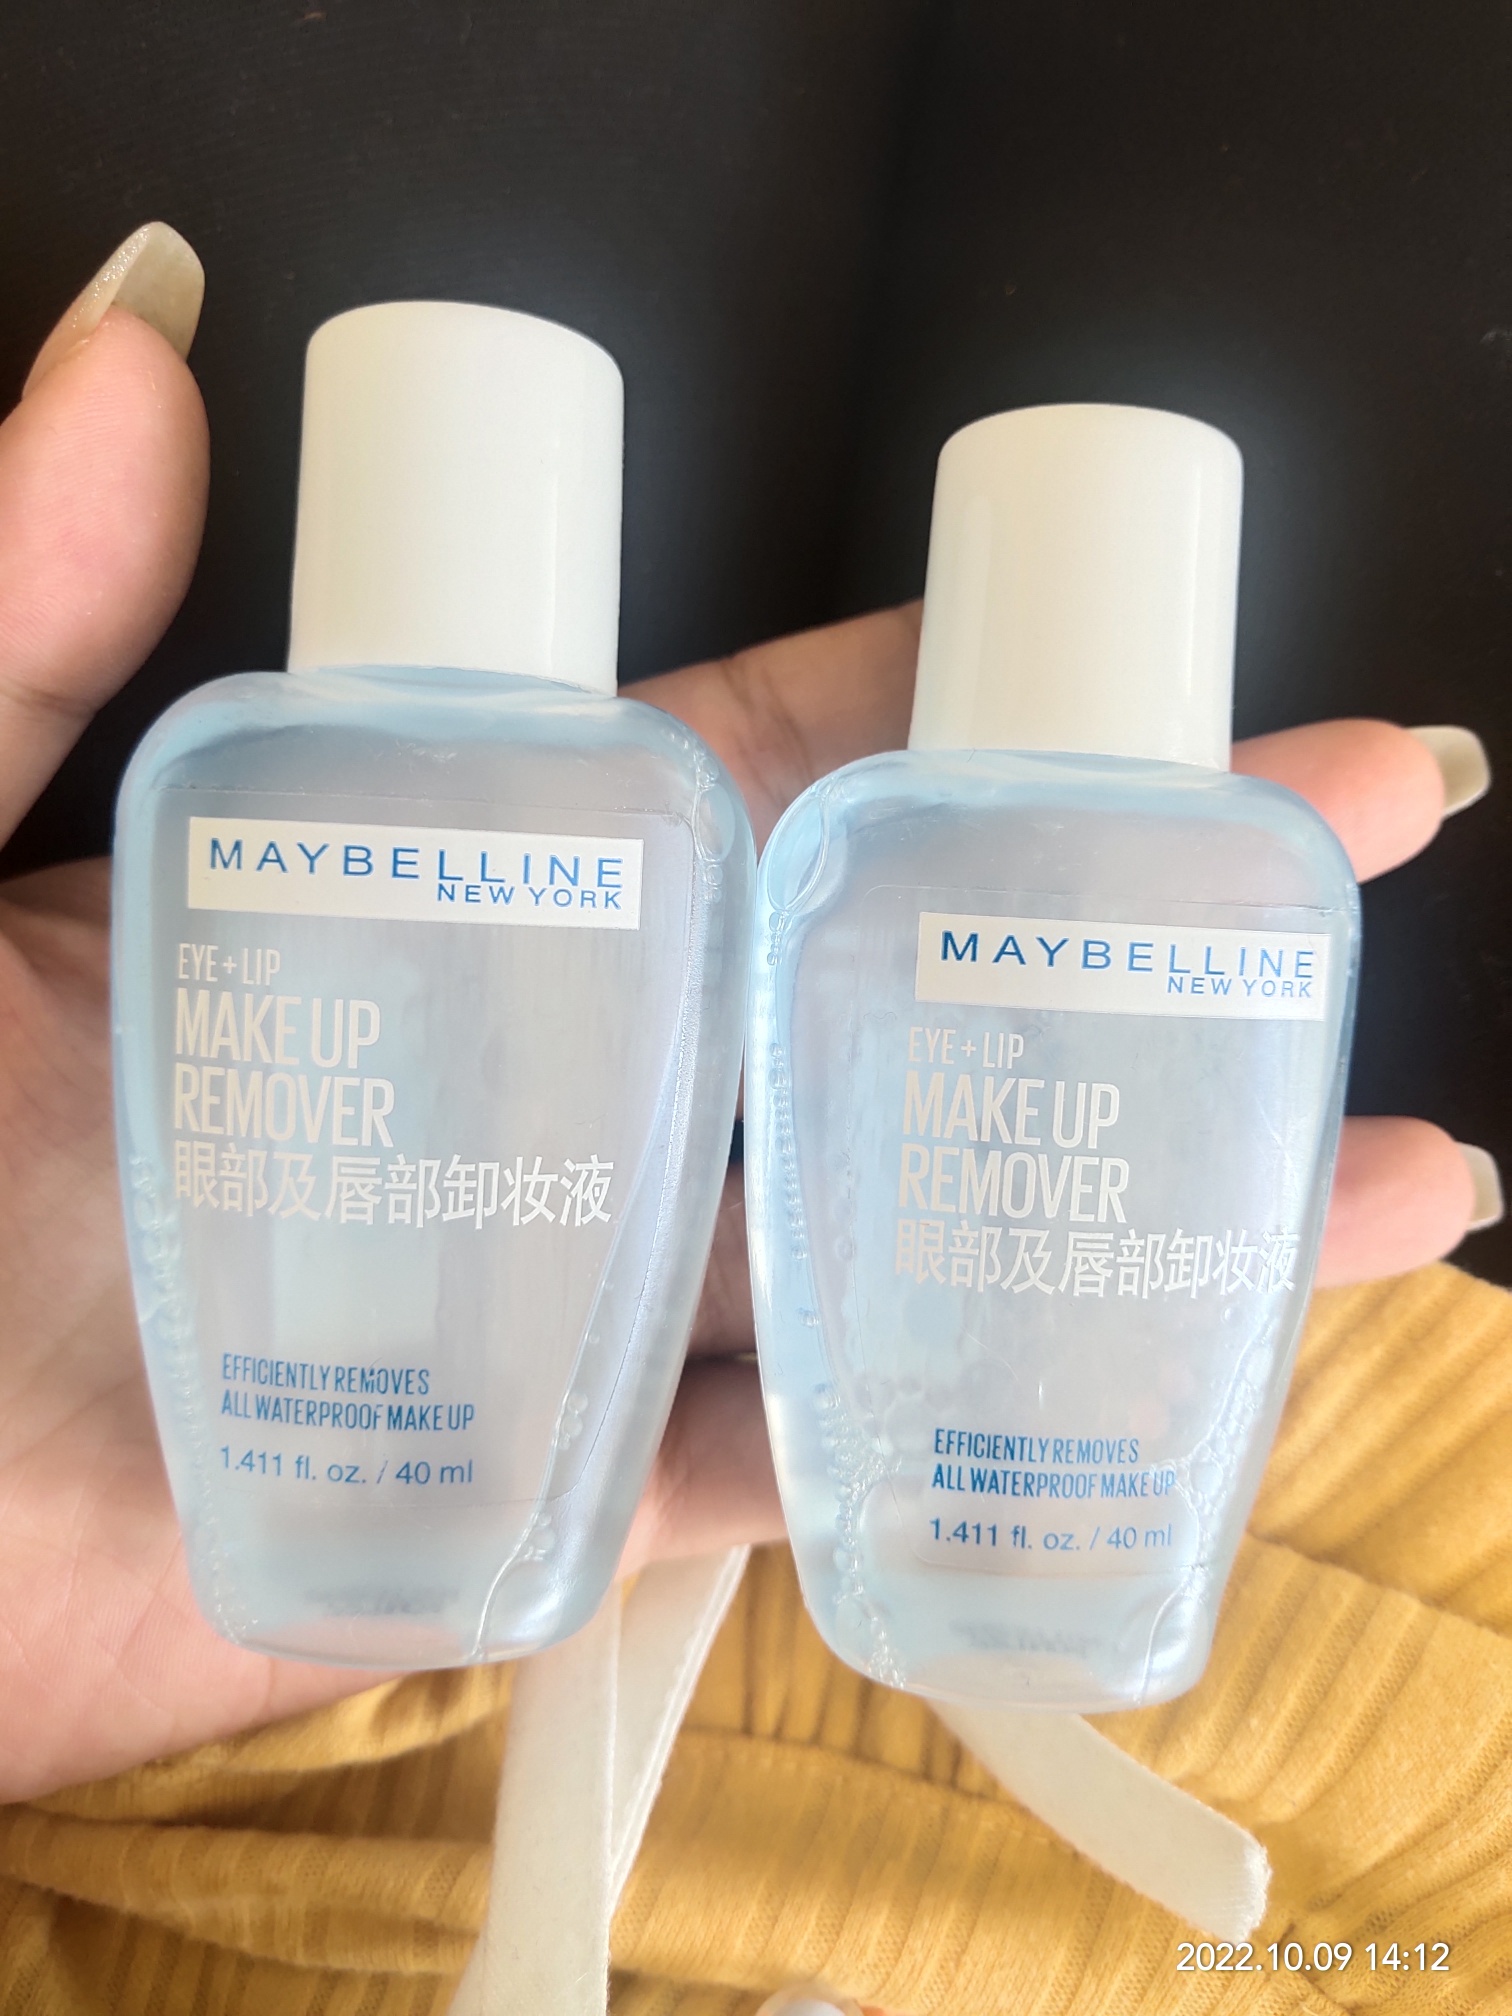 MAYBELLINE
NEW YORK
EYE + LIP
MAKE UP
REMOVER
眼部及唇部卸妆液
EFFICIENTLY REMOVES
ALL WATERPROOF MAKE UP
1.411 fl. oz. / 40 ml
MAYBELLINE
NEW YORK
EYE + LIP
MAKE UP
REMOVER
眼部及唇部卸妆液
EFFICIENTLY REMOVES
ALL WATERPROOF MAKE UP
1.411 fl. oz. / 40 ml
2022.10.09 14:12